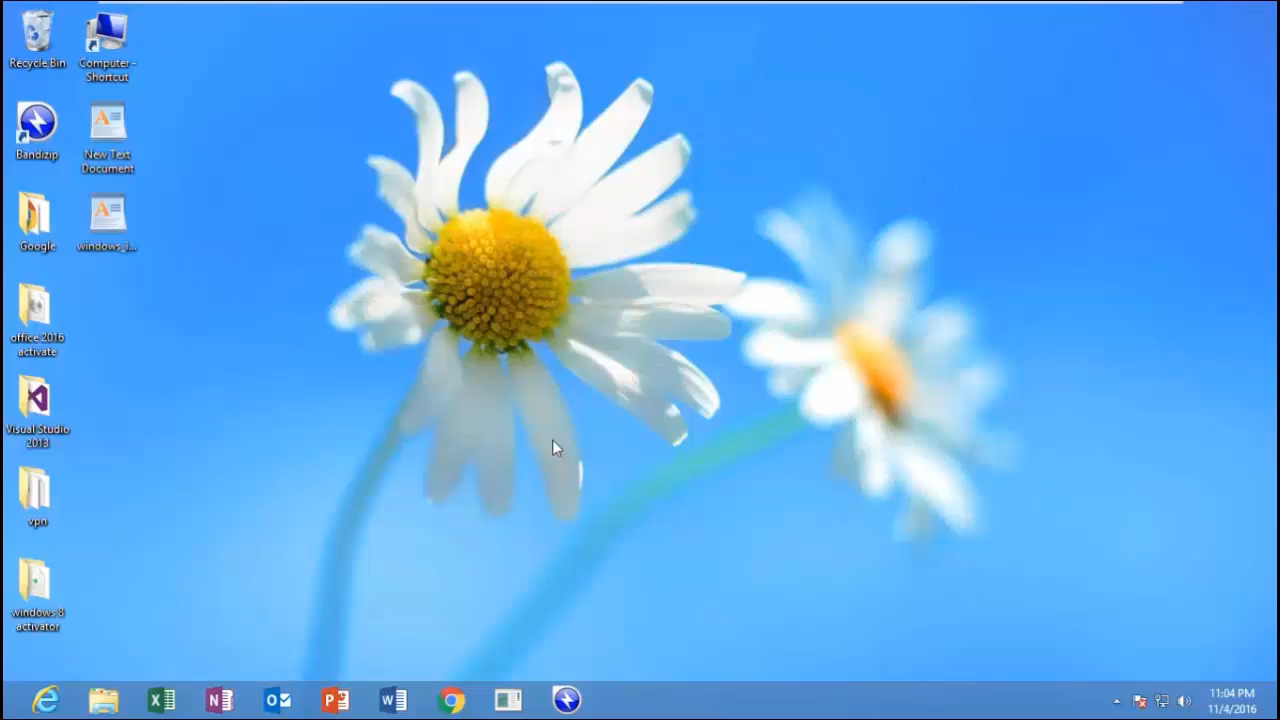 Recycle Bin
Computer -
Shortcut
Bandizip
New Text
Document
Google
windows_i...
office 2016
activate
Visual Studio
2013
vpn
windows 8
activator
11:04 PM
11/4/2016